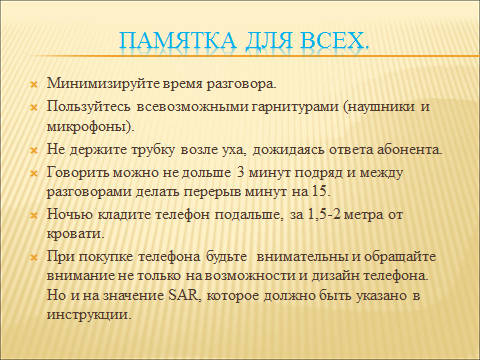 ПАМЯТКА ДЛЯ ВСЕХ.
Минимизируйте время разговора.
Пользуйтесь всевозможными гарнитурами (наушники и
микрофоны).
Не держите трубку возле уха, дожидаясь ответа абонента.
Говорить можно не дольше 3 минут подряд и между
разговорами делать перерыв минут на 15.
Ночью кладите телефон подальше, за 1,5-2 метра от
кровати.
При покупке телефона будьте внимательны и обращайте
внимание не только на возможности и дизайн телефона.
Но и на значение SAR, которое должно быть указано в
инструкции.